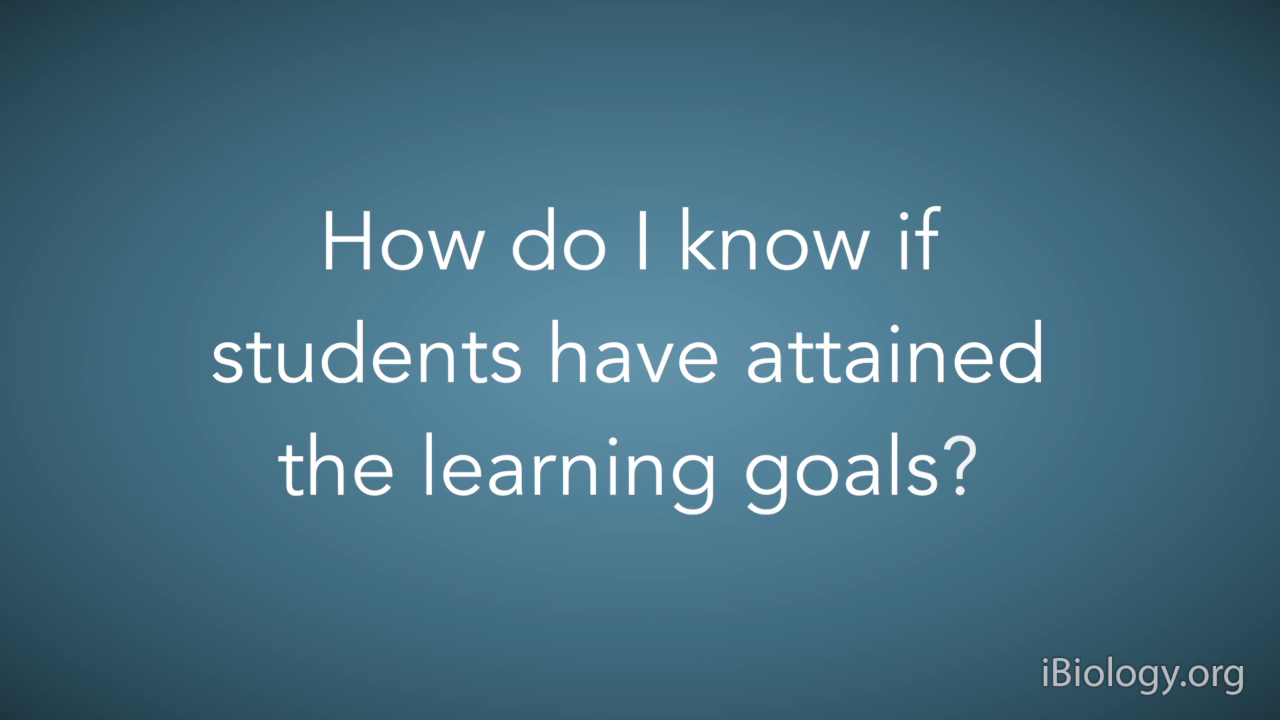 How do I know if
students have attained
the learning goals?
iBiology.org